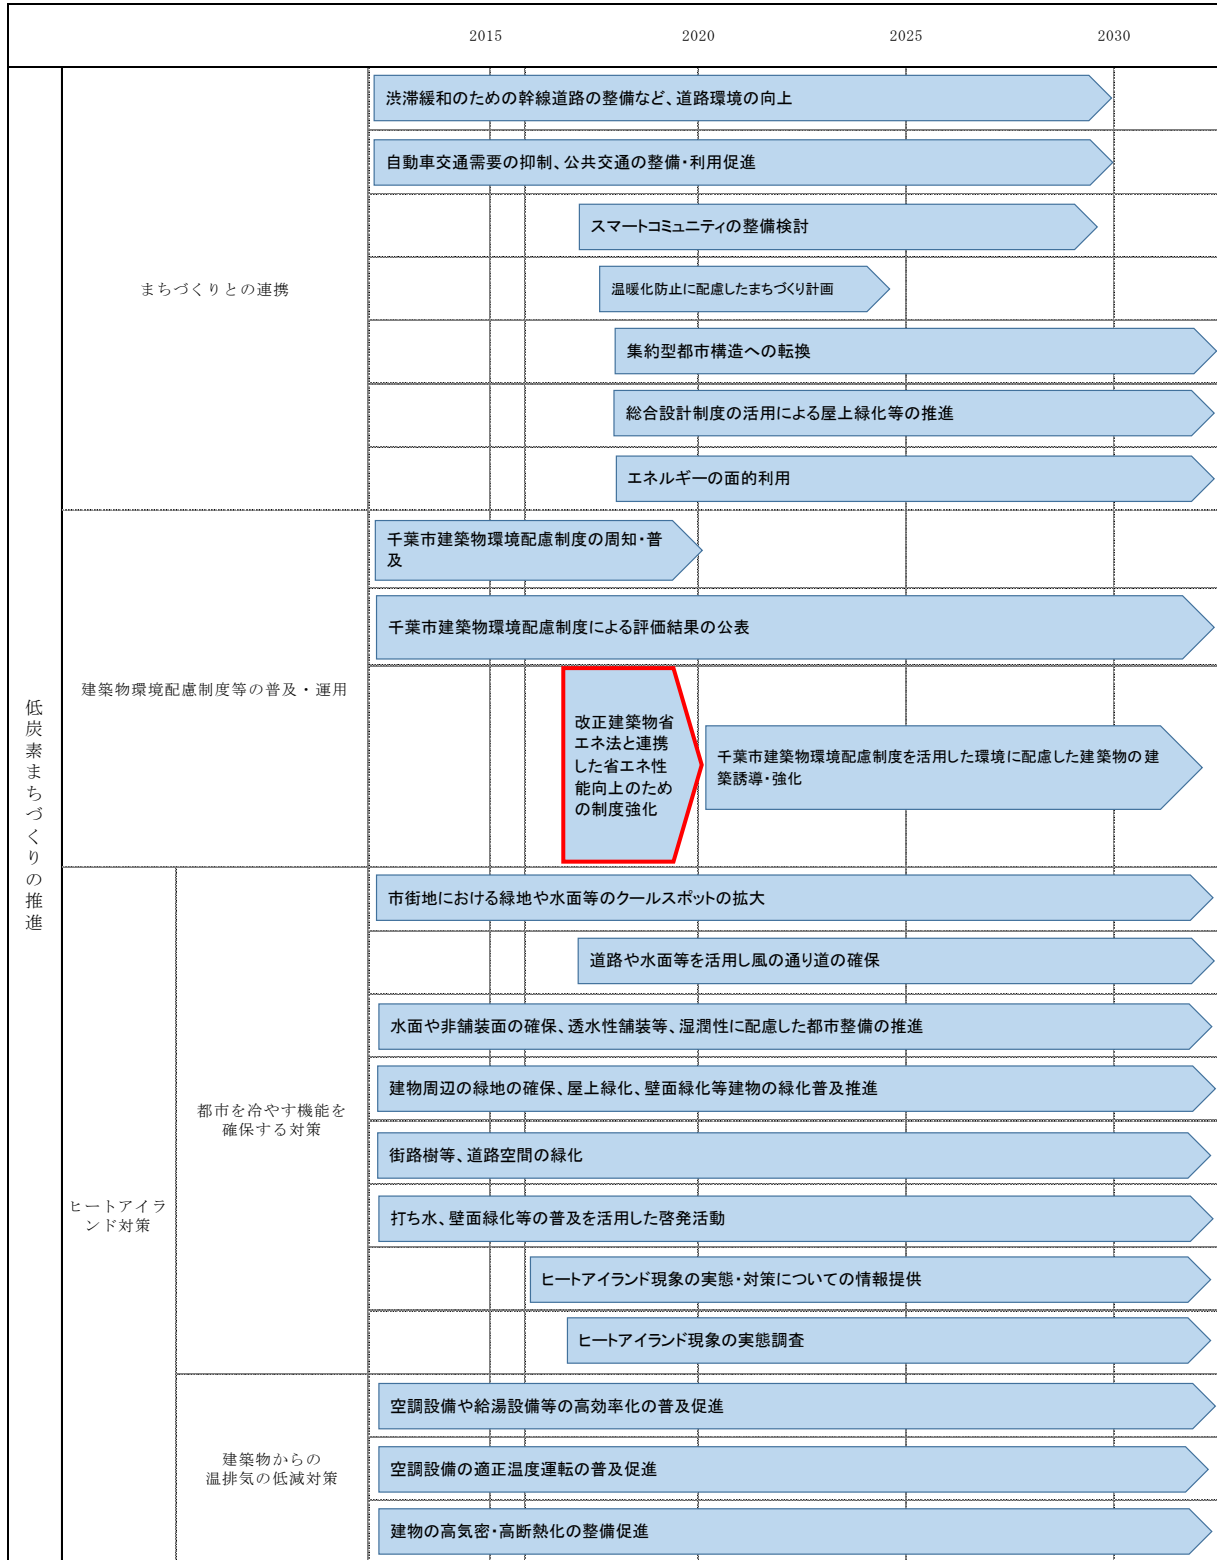 2015 2020 2025 2030
低炭素まちづくりの推進
まちづくりとの連携
渋滞緩和のための幹線道路の整備など、道路環境の向上
自動車交通需要の抑制、公共交通の整備・利用促進
スマートコミュニティの整備検討
温暖化防止に配慮したまちづくり計画
集約型都市構造への転換
総合設計制度の活用による屋上緑化等の推進
エネルギーの面的利用
建築物環境配慮制度等の普及・運用
千葉市建築物環境配慮制度の周知・普
及
千葉市建築物環境配慮制度による評価結果の公表
改正建築物省
エネ法と連携
した省エネ性
能向上のため
の制度強化
千葉市建築物環境配慮制度を活用した環境に配慮した建築物の建
築誘導・強化
ヒートアイラ
ンド対策
都市を冷やす機能を
確保する対策
市街地における緑地や水面等のクールスポットの拡大
道路や水面等を活用し風の通り道の確保
水面や非舗装面の確保、透水性舗装等、湿潤性に配慮した都市整備の推進
建物周辺の緑地の確保、屋上緑化、壁面緑化等建物の緑化普及推進
街路樹等、道路空間の緑化
打ち水、壁面緑化等の普及を活用した啓発活動
ヒートアイランド現象の実態・対策についての情報提供
ヒートアイランド現象の実態調査
建築物からの
温排気の低減対策
空調設備や給湯設備等の高効率化の普及促進
空調設備の適正温度運転の普及促進
建物の高気密・高断熱化の整備促進